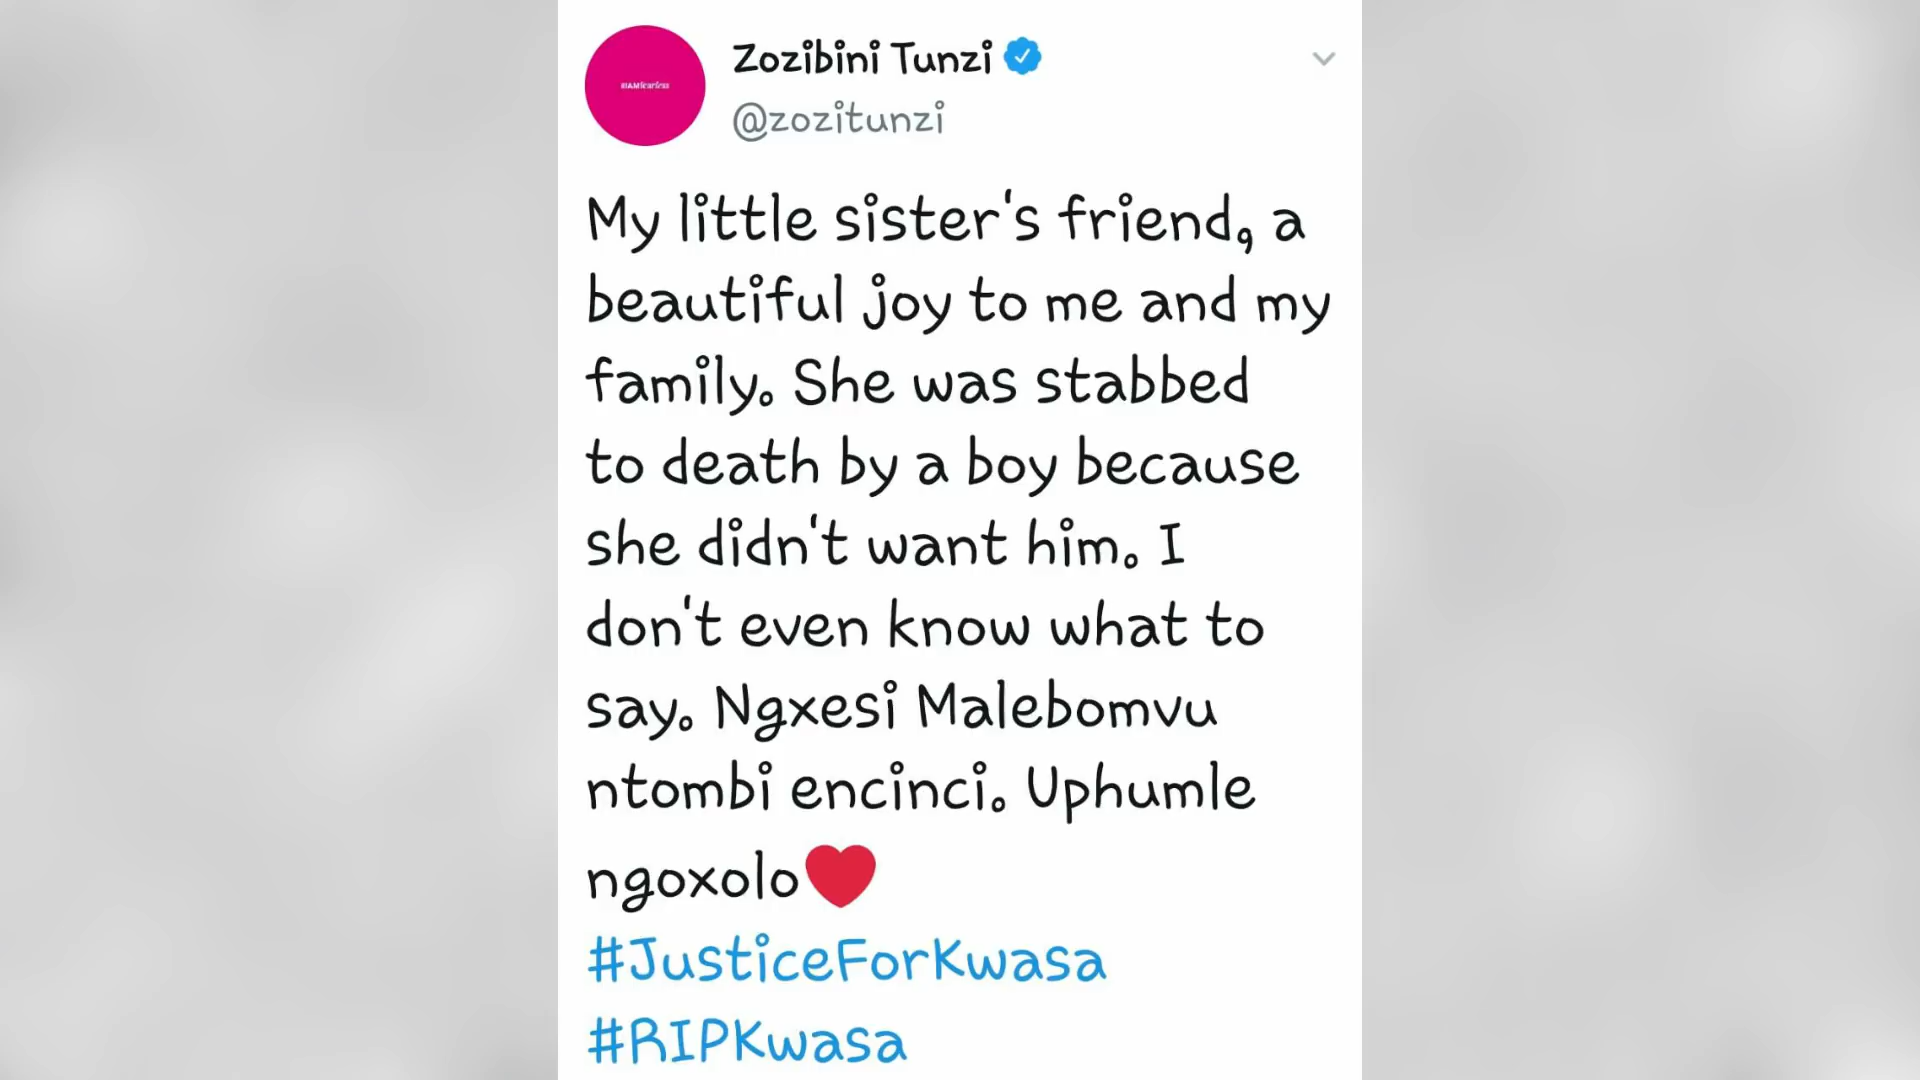 #IAMfearless
Zozibini Tunzi
@zozitunzi
My little sister's friend, a
beautiful joy to me and my
family. She was stabbed
to death by a boy because
she didn't want him. I
don't even know what to
say. Ngxesi Malebomvu
ntombi encinci. Uphumle
ngoxolo❤
#JusticeForKwasa
#RIPKwasa